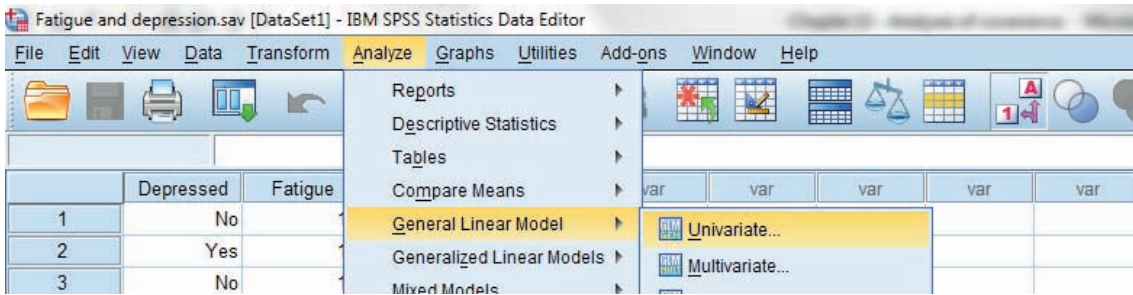 Fatigue and depression.sav [DataSet1] - IBM SPSS Statistics Data Editor
File Edit View Data Transform Analyze Graphs Utilities Add-ons Window Help
Reports
Descriptive Statistics
Tables
Depressed Fatigue Compare Means var var var var var
1 No General Linear Model Univariate...
2 Yes Generalized Linear Models Multivariate...
3 No Mixed Models